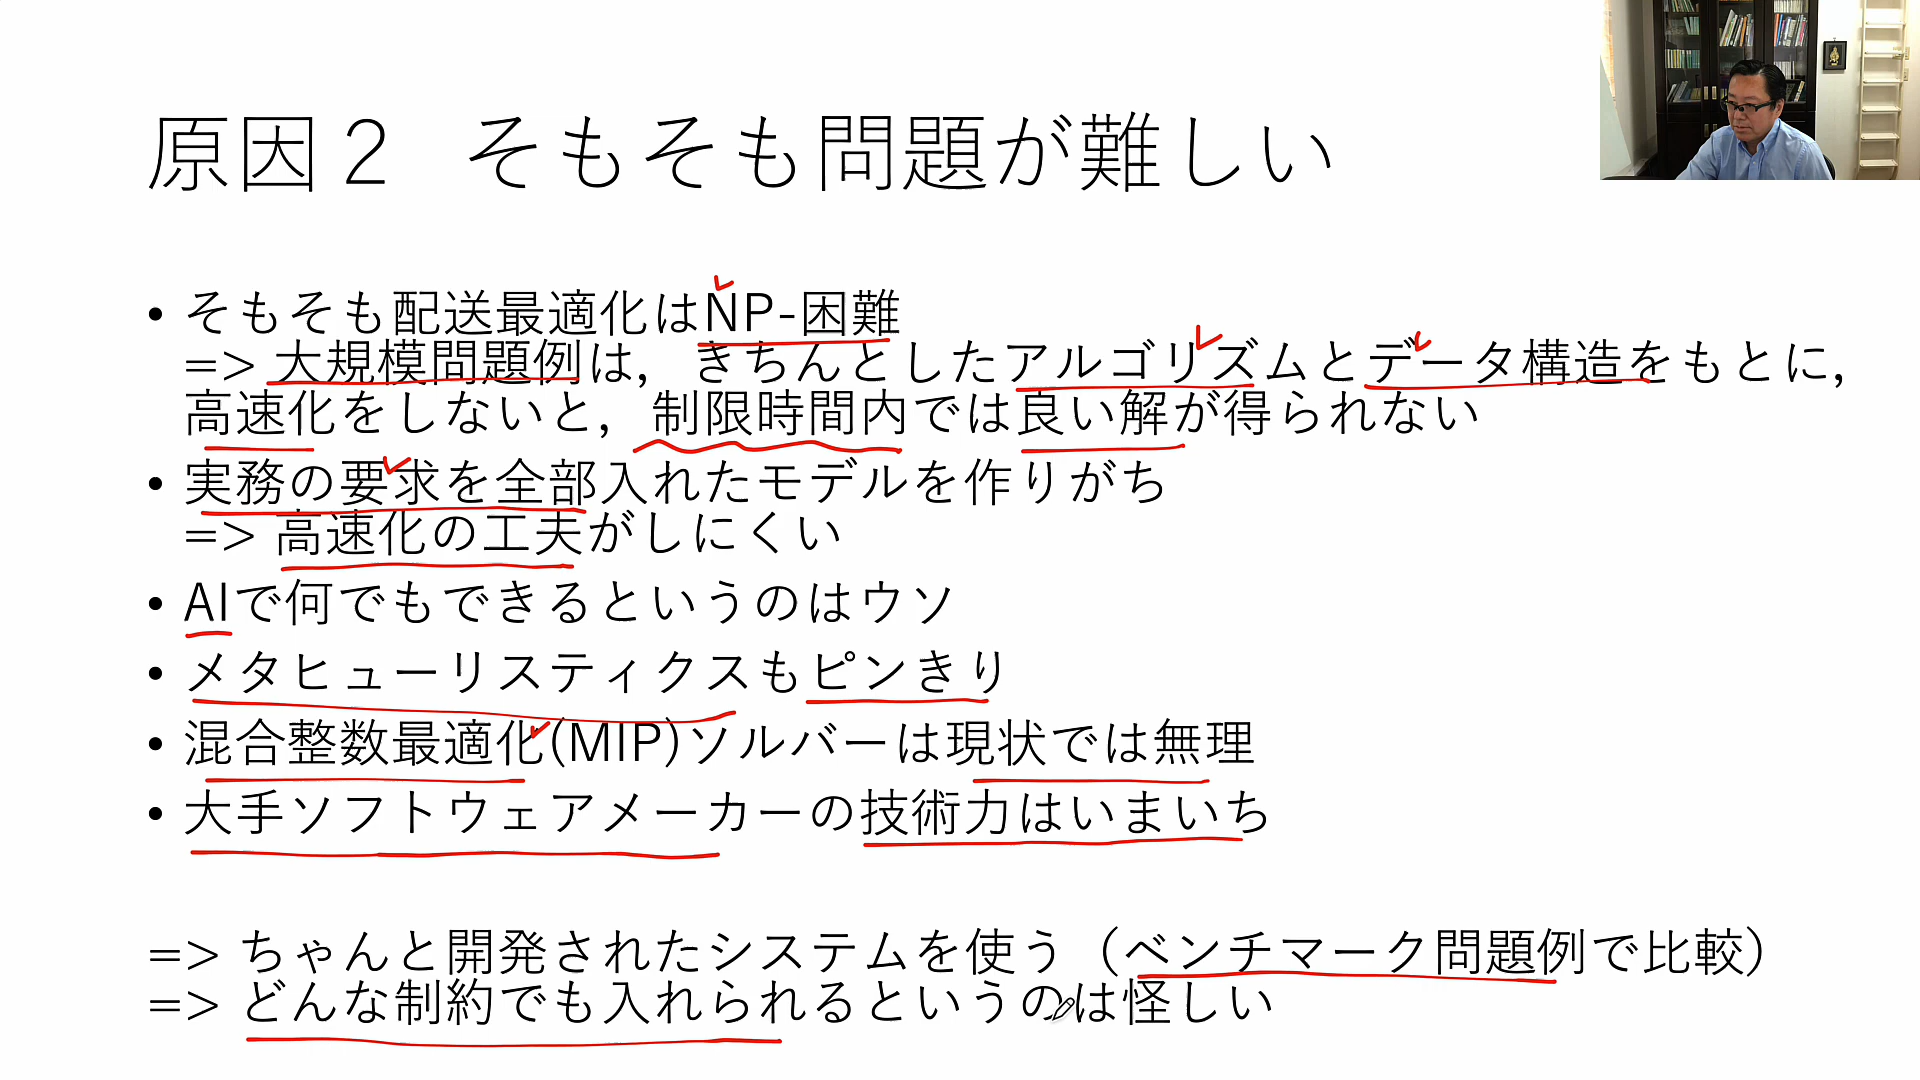 原因２　そもそも問題が難しい
• そもそも配送最適化はNP-困難
=> 大規模問題例は，きちんとしたアルゴリズムとデータ構造をもとに，
高速化をしないと，制限時間内では良い解が得られない
• 実務の要求を全部入れたモデルを作りがち
=> 高速化の工夫がしにくい
• AIで何でもできるというのはウソ
• メタヒューリスティクスもピンきり
• 混合整数最適化(MIP)ソルバーは現状では無理
• 大手ソフトウェアメーカーの技術力はいまいち
=> ちゃんと開発されたシステムを使う（ベンチマーク問題例で比較）
=> どんな制約でも入れられるというのは怪しい